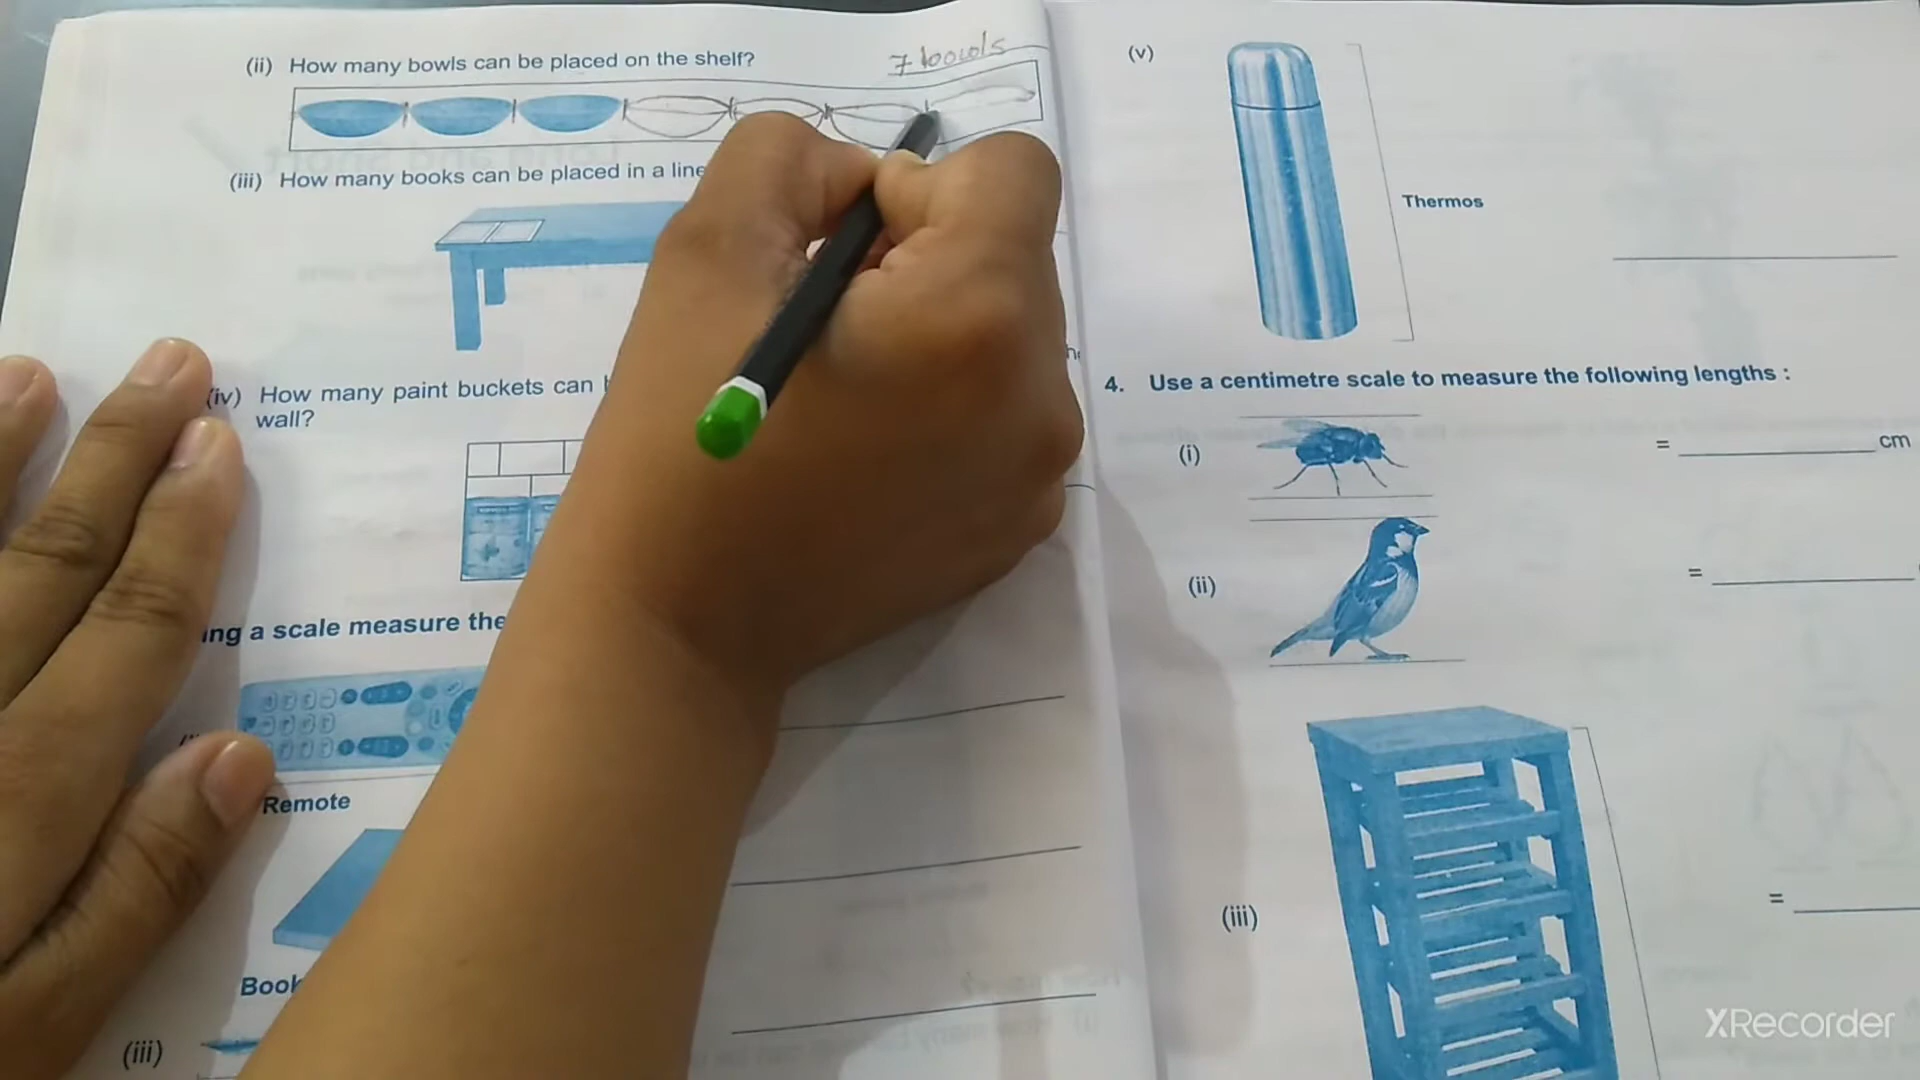 (ii) How many bowls can be placed on the shelf?
7 bowls
(iii) How many books can be placed in a line
(iv) How many paint buckets can
wall?
ing a scale measure the
Remote
Book
(iii)
(v)
Thermos
4. Use a centimetre scale to measure the following lengths :
(i) = cm
(ii) =
(iii) =
XRecorder